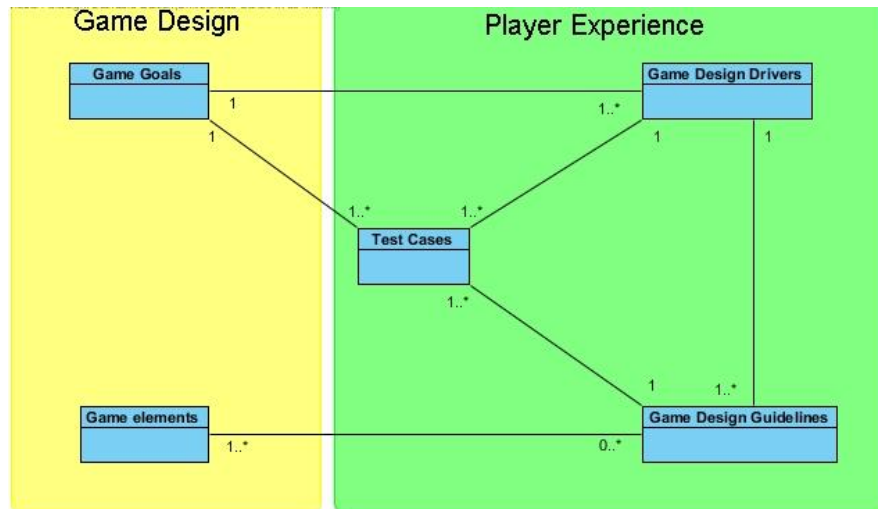 Game Design
Player Experience
Game Goals
Game Design Drivers
1
1..*
1
1
1
1..*
1..*
Test Cases
1..*
1
1..*
Game elements
Game Design Guidelines
1..*
0..*